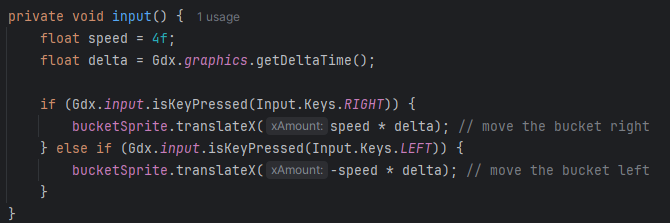 private void input() { 1 usage
    float speed = 4f;
    float delta = Gdx.graphics.getDeltaTime();

    if (Gdx.input.isKeyPressed(Input.Keys.RIGHT)) {
        bucketSprite.translateX( xAmount: speed * delta); // move the bucket right
    } else if (Gdx.input.isKeyPressed(Input.Keys.LEFT)) {
        bucketSprite.translateX( xAmount: -speed * delta); // move the bucket left
    }
}